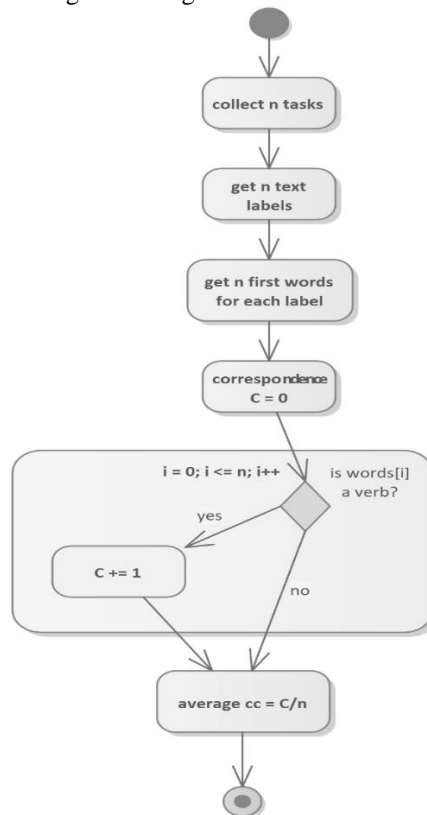 collect n tasks
get n text
labels
get n first words
for each label
correspondence
C = 0
i = 0; i <= n; i++
is words[i]
a verb?
yes
C += 1
no
average cc = C/n